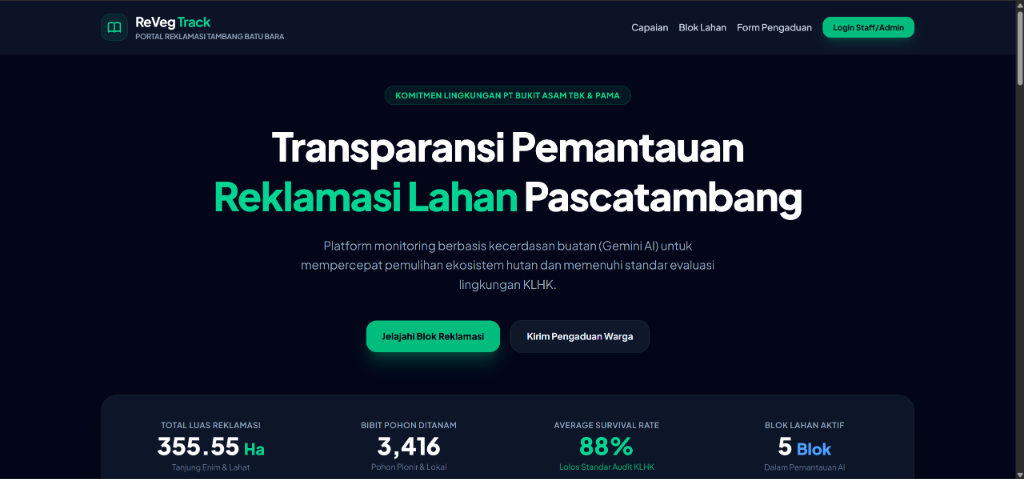 ReVeg Track
PORTAL REKLAMASI TAMBANG BATU BARA
Capaian
Blok Lahan
Form Pengaduan
Login Staff/Admin
KOMITMEN LINGKUNGAN PT BUKIT ASAM TBK & PAMA
Transparansi Pemantauan
Reklamasi Lahan Pascatambang
Platform monitoring berbasis kecerdasan buatan (Gemini AI) untuk
mempercepat pemulihan ekosistem hutan dan memenuhi standar evaluasi
lingkungan KLHK.
Jelajahi Blok Reklamasi
Kirim Pengaduan Warga
TOTAL LUAS REKLAMASI
355.55 Ha
Tanjung Enim & Lahat
BIBIT POHON DITANAM
3,416
Pohon Pionir & Lokal
AVERAGE SURVIVAL RATE
88%
Lolos Standar Audit KLHK
BLOK LAHAN AKTIF
5 Blok
Dalam Pemantauan AI